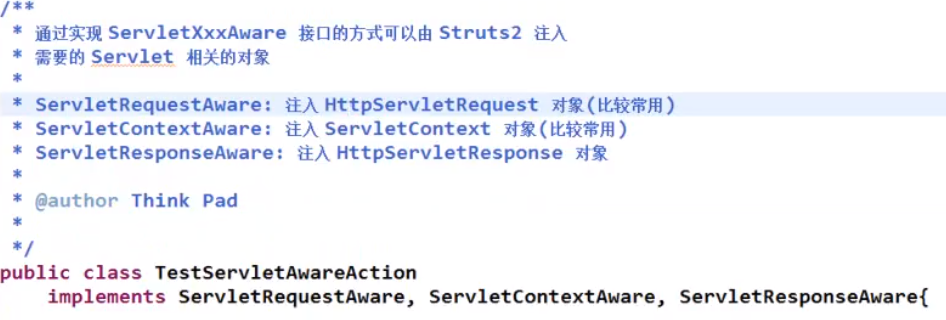 /**
 * 通过实现 ServletXxxAware 接口的方式可以由 Struts2 注入
 * 需要的 Servlet 相关的对象
 *
 * ServletRequestAware: 注入 HttpServletRequest 对象(比较常用)
 * ServletContextAware: 注入 ServletContext 对象(比较常用)
 * ServletResponseAware: 注入 HttpServletResponse 对象
 *
 * @author Think Pad
 *
 */
public class TestServletAwareAction
    implements ServletRequestAware, ServletContextAware, ServletResponseAware{